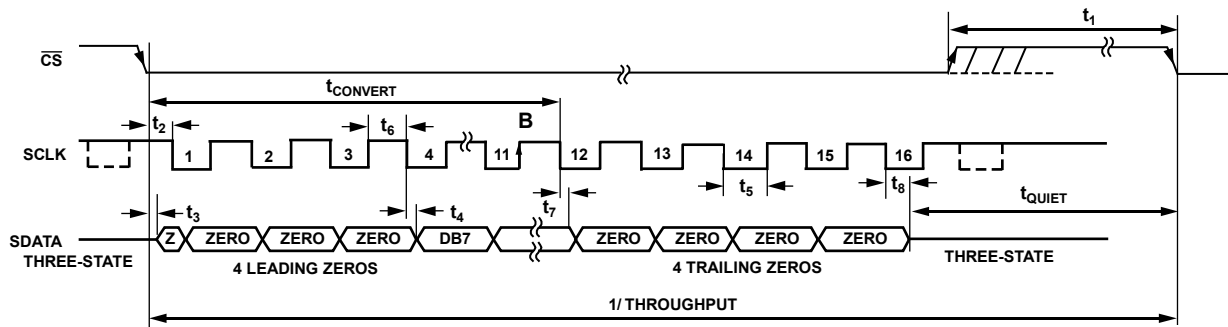 t1
CS
tCONVERT
t2
t6
B
SCLK
1
2
3
4
11
12
13
14
15
16
t5
t8
t3
t4
t7
tQUIET
SDATA
Z
ZERO
ZERO
ZERO
DB7
ZERO
ZERO
ZERO
ZERO
THREE-STATE
4 LEADING ZEROS
4 TRAILING ZEROS
THREE-STATE
1/ THROUGHPUT